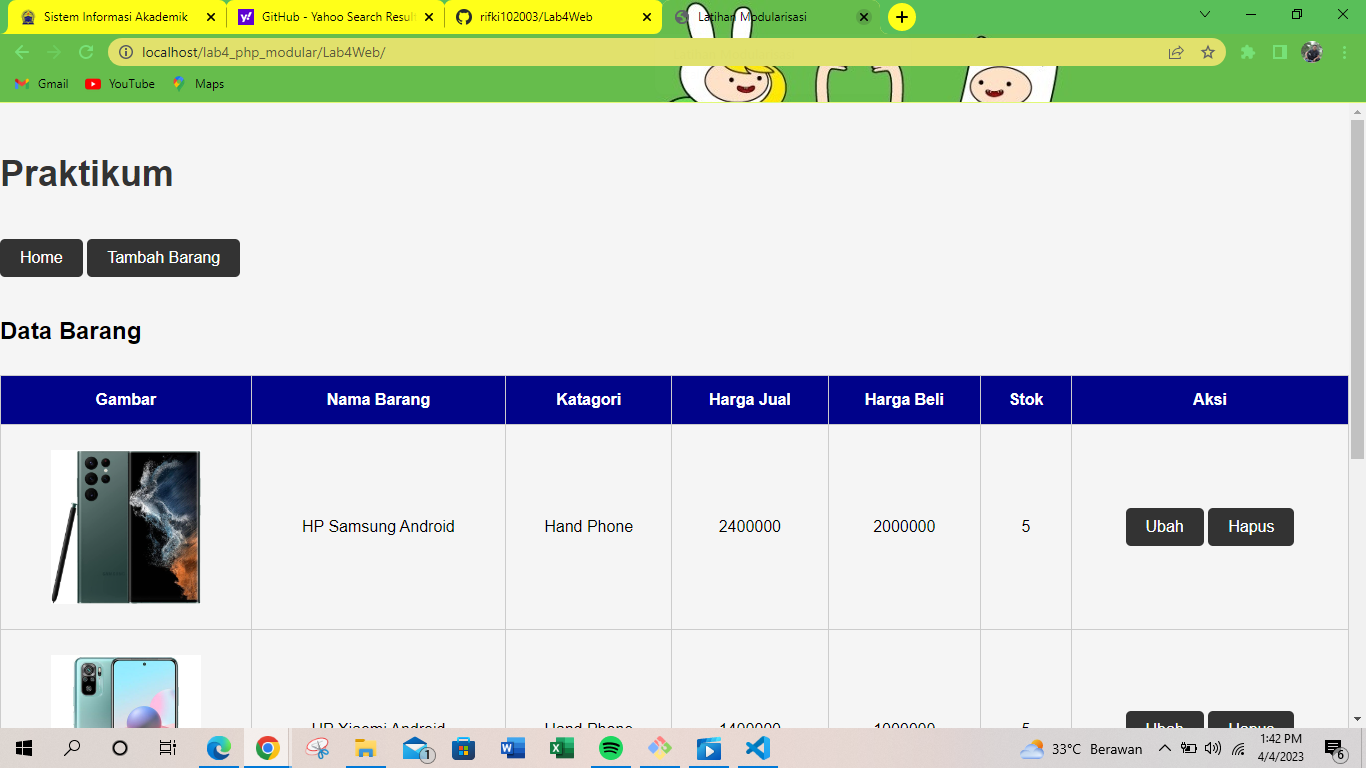 Sistem Informasi Akademik
GitHub - Yahoo Search Resul
rifki102003/Lab4Web
Latihan Modularisasi
localhost/lab4_php_modular/Lab4Web/
Gmail YouTube Maps
Praktikum
Home Tambah Barang
Data Barang
Gambar Nama Barang Katagori Harga Jual Harga Beli Stok Aksi
HP Samsung Android Hand Phone 2400000 2000000 5 Ubah Hapus
HP Xiaomi Android Hand Phone 1400000 1000000 5 Ubah Hapus
1 33°C Berawan 1:42 PM
4/4/2023 6